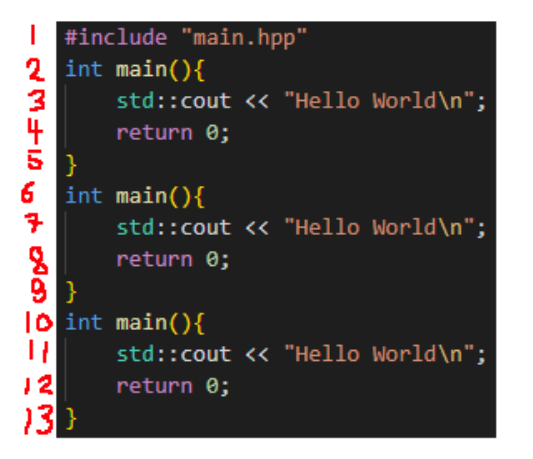 1 #include "main.hpp"
2 int main(){
3 std::cout << "Hello World\n";
4 return 0;
5 }
6 int main(){
7 std::cout << "Hello World\n";
8 return 0;
9 }
10 int main(){
11 std::cout << "Hello World\n";
12 return 0;
13 }